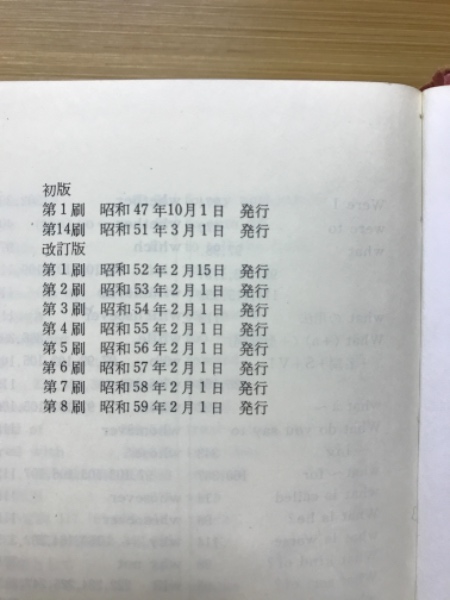 初版
第1刷 昭和47年10月1日 発行
第14刷 昭和51年3月1日 発行
改訂版
第1刷 昭和52年2月15日 発行
第2刷 昭和53年2月1日 発行
第3刷 昭和54年2月1日 発行
第4刷 昭和55年2月1日 発行
第5刷 昭和56年2月1日 発行
第6刷 昭和57年2月1日 発行
第7刷 昭和58年2月1日 発行
第8刷 昭和59年2月1日 発行